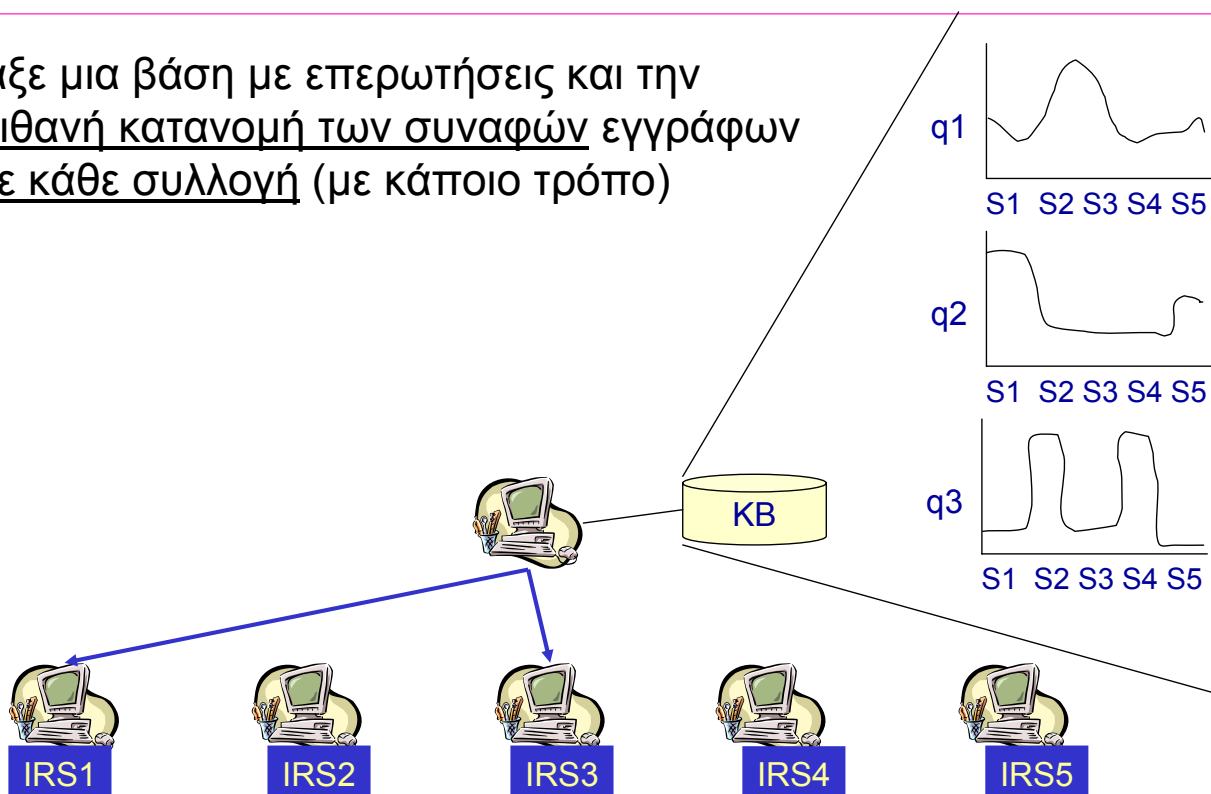 αξε μια βάση με επερωτήσεις και την
ιθανή κατανομή των συναφών εγγράφων
ε κάθε συλλογή (με κάποιο τρόπο)
q1
S1 S2 S3 S4 S5
q2
S1 S2 S3 S4 S5
q3
S1 S2 S3 S4 S5
KB
IRS1 IRS2 IRS3 IRS4 IRS5